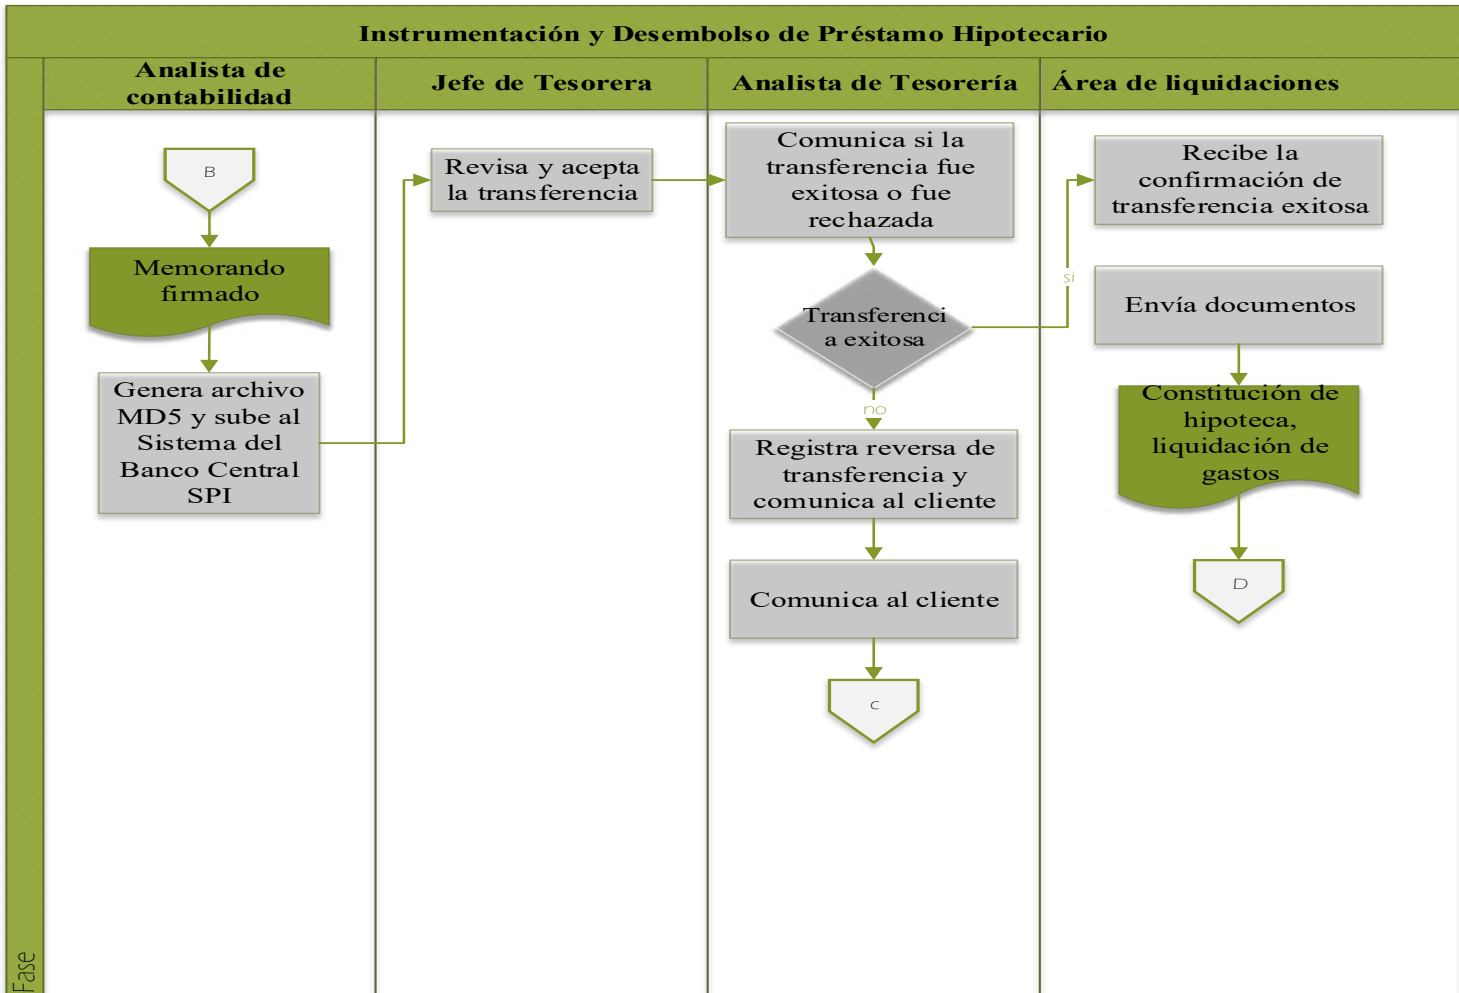 Instrumentación y Desembolso de Préstamo Hipotecario
Analista de
contabilidad
Jefe de Tesorera
Analista de Tesorería
Área de liquidaciones
B
Memorando
firmado
Genera archivo
MD5 y sube al
Sistema del
Banco Central
SPI
Revisa y acepta
la transferencia
Comunica si la
transferencia fue
exitosa o fue
rechazada
Transferenci
a exitosa
si
no
Registra reversa de
transferencia y
comunica al cliente
Comunica al cliente
C
Recibe la
confirmación de
transferencia exitosa
Envía documentos
Constitución de
hipoteca,
liquidación de
gastos
D
Fase